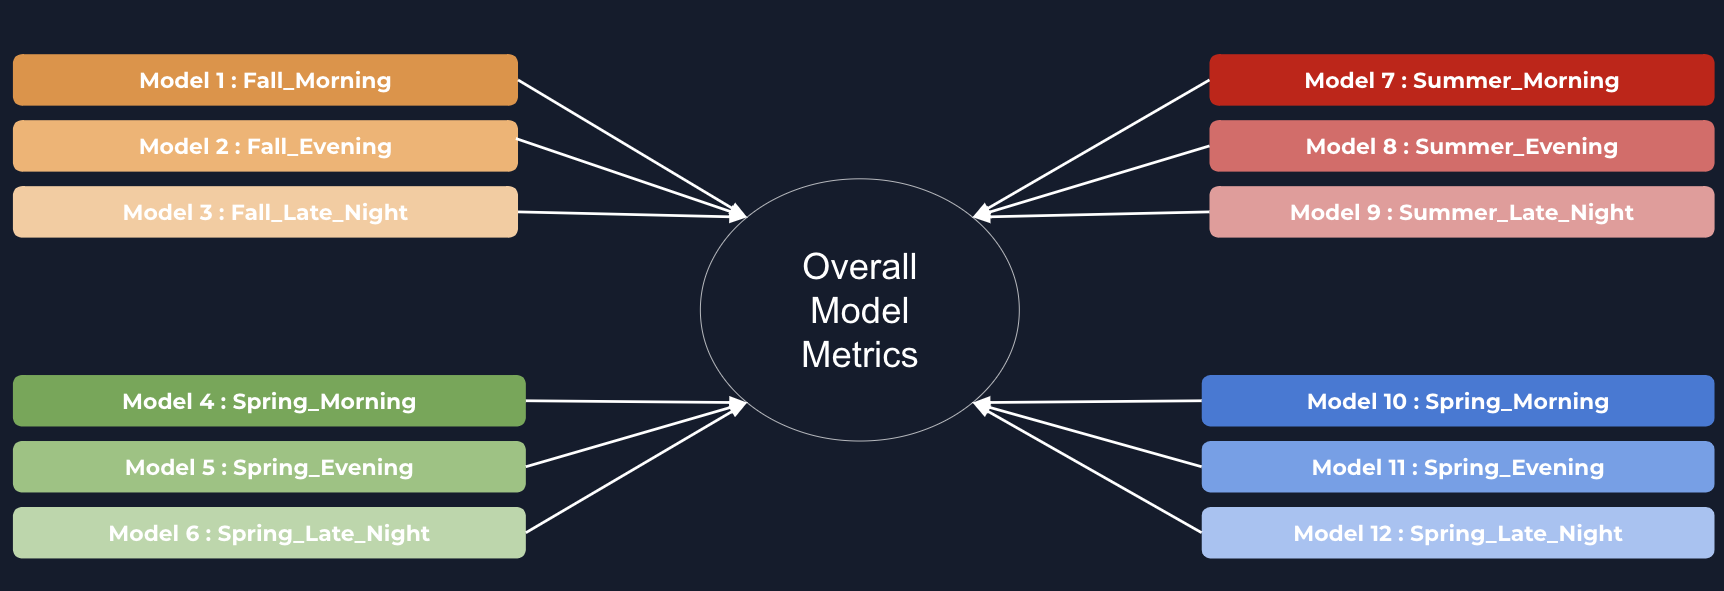 Model 1 : Fall_Morning
Model 2 : Fall_Evening
Model 3 : Fall_Late_Night
Model 7 : Summer_Morning
Model 8 : Summer_Evening
Model 9 : Summer_Late_Night
Overall
Model
Metrics
Model 4 : Spring_Morning
Model 5 : Spring_Evening
Model 6 : Spring_Late_Night
Model 10 : Spring_Morning
Model 11 : Spring_Evening
Model 12 : Spring_Late_Night